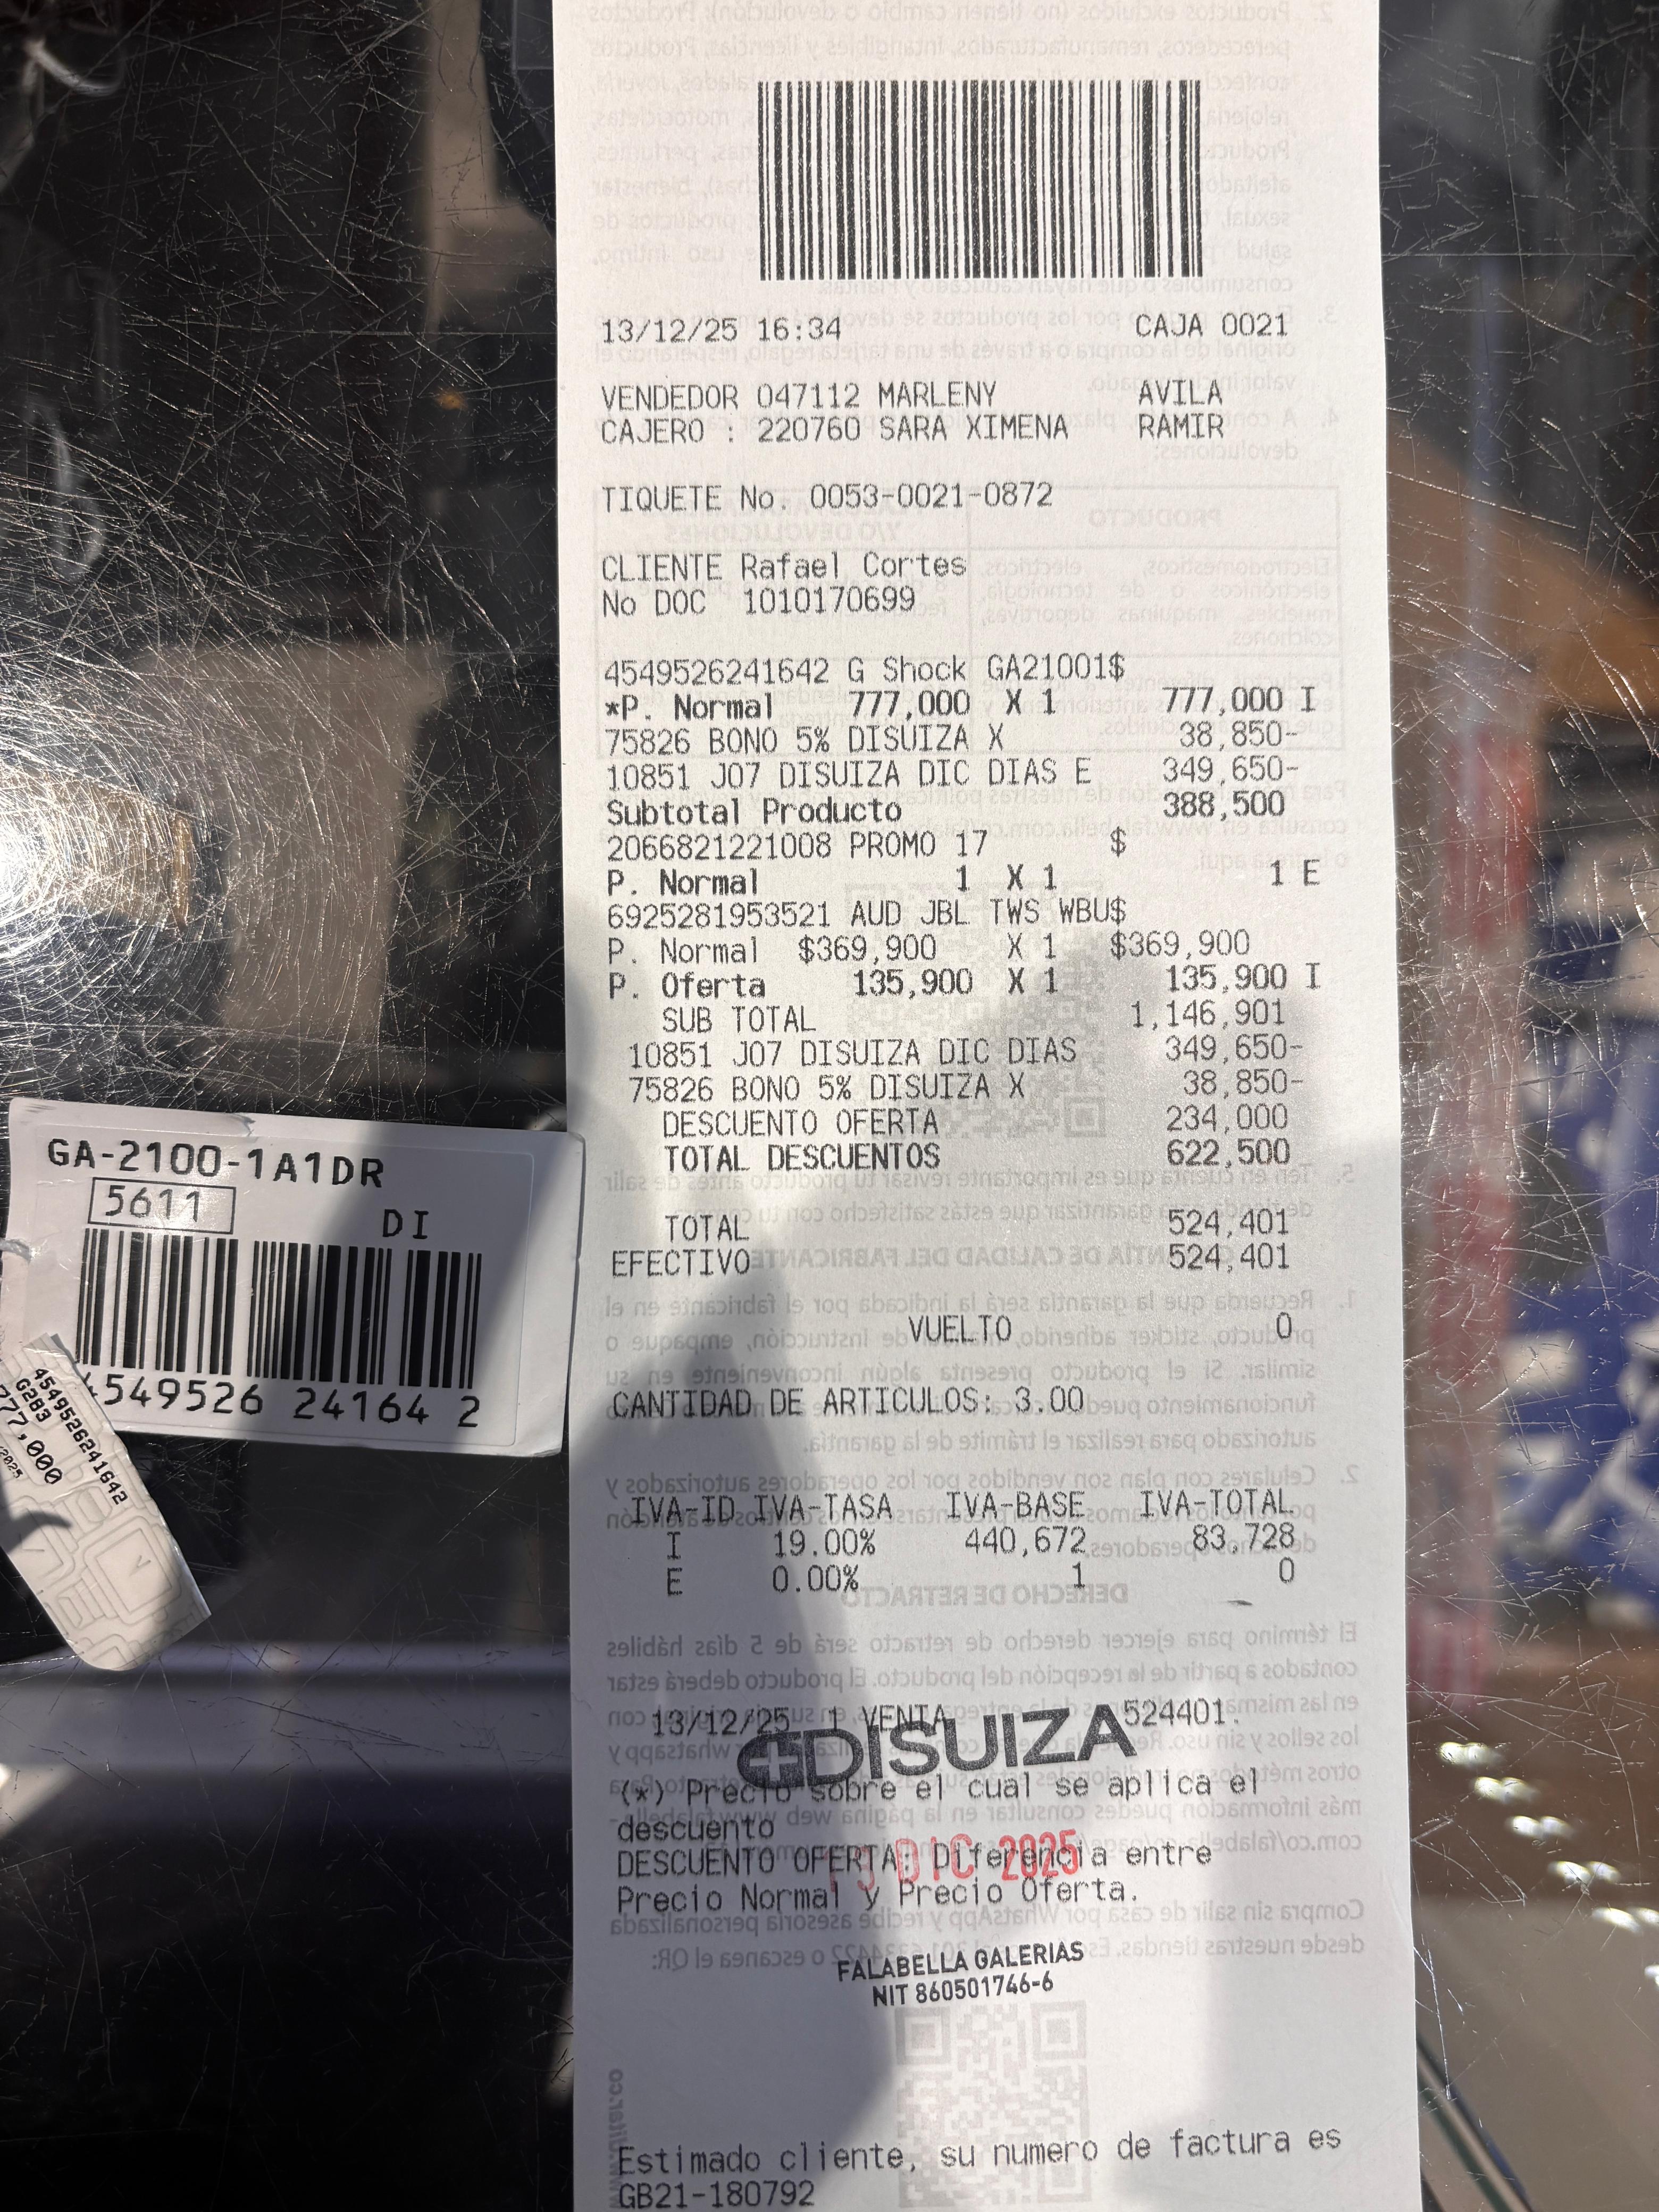 13/12/25 16:34 CAJA 0021
VENDEDOR 047112 MARLENY AVILA
CAJERO : 220760 SARA XIMENA RAMIR
TIQUETE No. 0053-0021-0872
CLIENTE Rafael Cortes
No DOC 1010170699
4549526241642 G Shock GA21001$
*P. Normal 777,000 X 1 777,000 I
75826 BONO 5% DISUIZA X 38,850-
10851 J07 DISUIZA DIC DIAS E 349,650-
Subtotal Producto 388,500
2066821221008 PROMO 17 $
P. Normal 1 X 1 1 E
6925281953521 AUD JBL TWS WBU$
P. Normal $369,900 X 1 $369,900
P. Oferta 135,900 X 1 135,900 I
SUB TOTAL 1,146,901
10851 J07 DISUIZA DIC DIAS 349,650-
75826 BONO 5% DISUIZA X 38,850-
DESCUENTO OFERTA 234,000
TOTAL DESCUENTOS 622,500
TOTAL 524,401
EFECTIVO 524,401
VUELTO 0
CANTIDAD DE ARTICULOS: 3.00
IVA-ID IVA-TASA IVA-BASE IVA-TOTAL
I 19.00% 440,672 83,728
E 0.00% 1 0
13/12/25 1 VENTA 524401.
DISUIZA
(*) Precio sobre el cual se aplica el
descuento
DESCUENTO OFERTA: Diferencia entre
DIC 2025
Precio Normal y Precio Oferta.
FALABELLA GALERIAS
NIT 860501746-6
Estimado cliente, su numero de factura es
GB21-180792
GA-2100-1A1DR
5611
DI
4549526 24164 2
4549526241642
G2B3
777,000